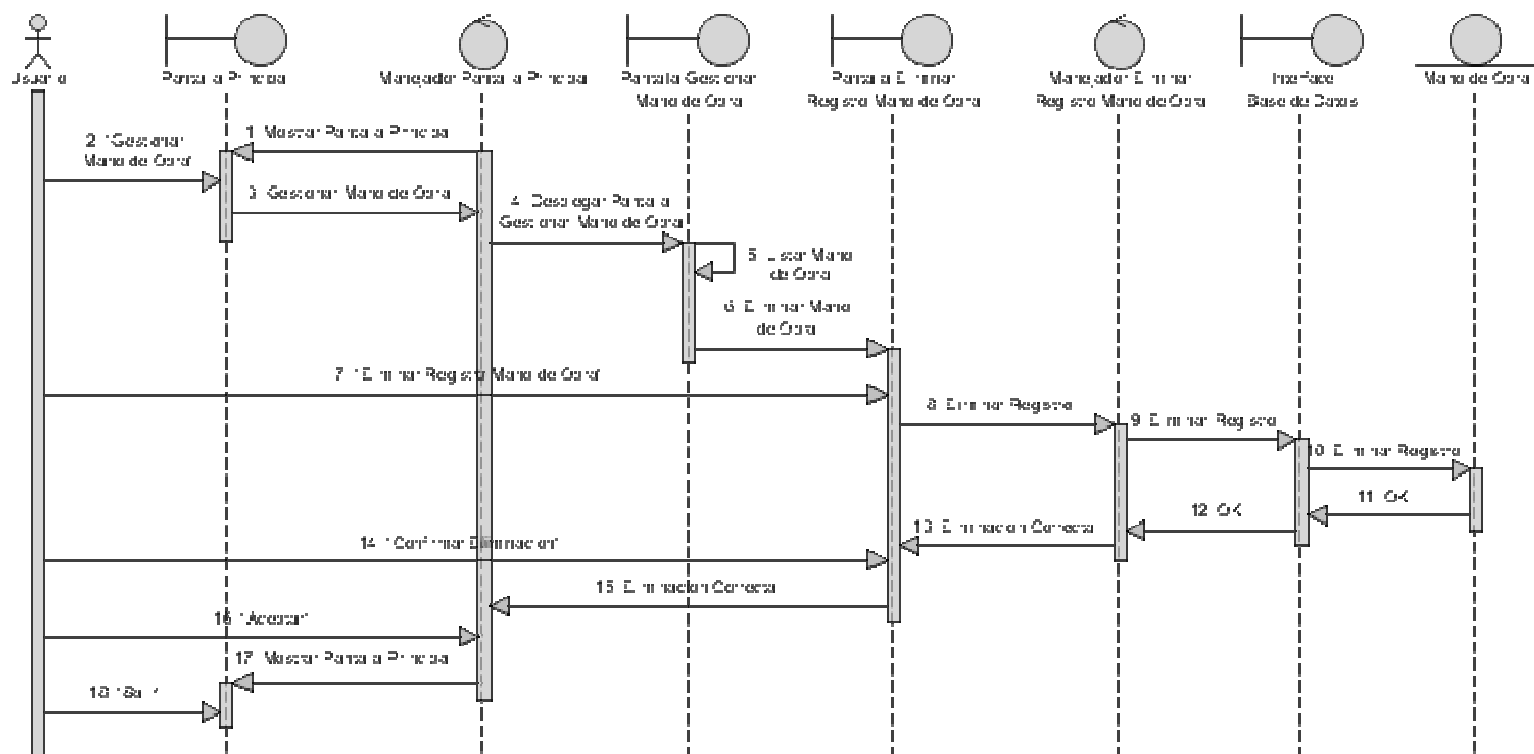 Usuario
Pantalla Principal
Manejador Pantalla Principal
Pantalla Gestionar
Mano de Obra
Pantalla Eliminar
Registro Mano de Obra
Manejador Eliminar
Registro Mano de Obra
Interface
Base de Datos
Mano de Obra
1 Mostrar Pantalla Principal
2 "Gestionar
Mano de Obra"
3 Gestionar Mano de Obra
4 Desplegar Pantalla
Gestionar Mano de Obra
5 Listar Mano
de Obra
6 Eliminar Mano
de Obra
7 "Eliminar Registro Mano de Obra"
8 Eliminar Registro
9 Eliminar Registro
10 Eliminar Registro
11 OK
12 OK
13 Eliminacion Correcta
14 "Confirmar Eliminacion"
15 Eliminacion Correcta
16 "Aceptar"
17 Mostrar Pantalla Principal
18 "Salir"